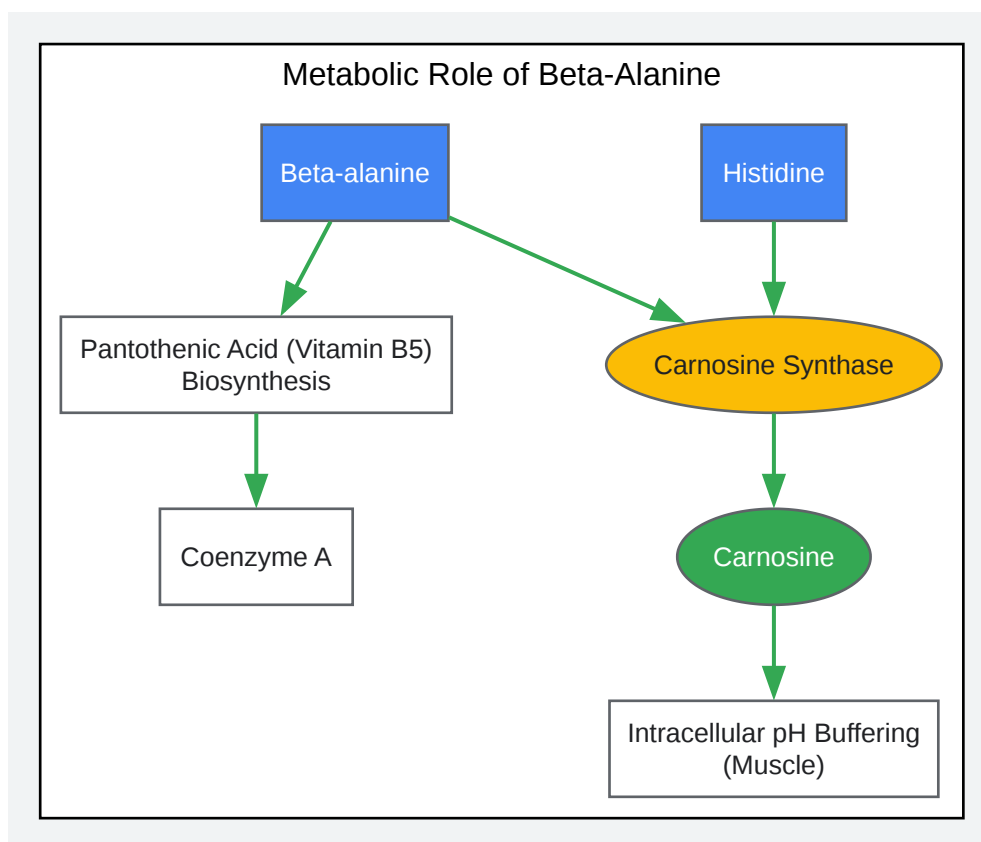 Metabolic Role of Beta-Alanine
Beta-alanine
Histidine
Pantothenic Acid (Vitamin B5)
Biosynthesis
Carnosine Synthase
Coenzyme A
Carnosine
Intracellular pH Buffering
(Muscle)